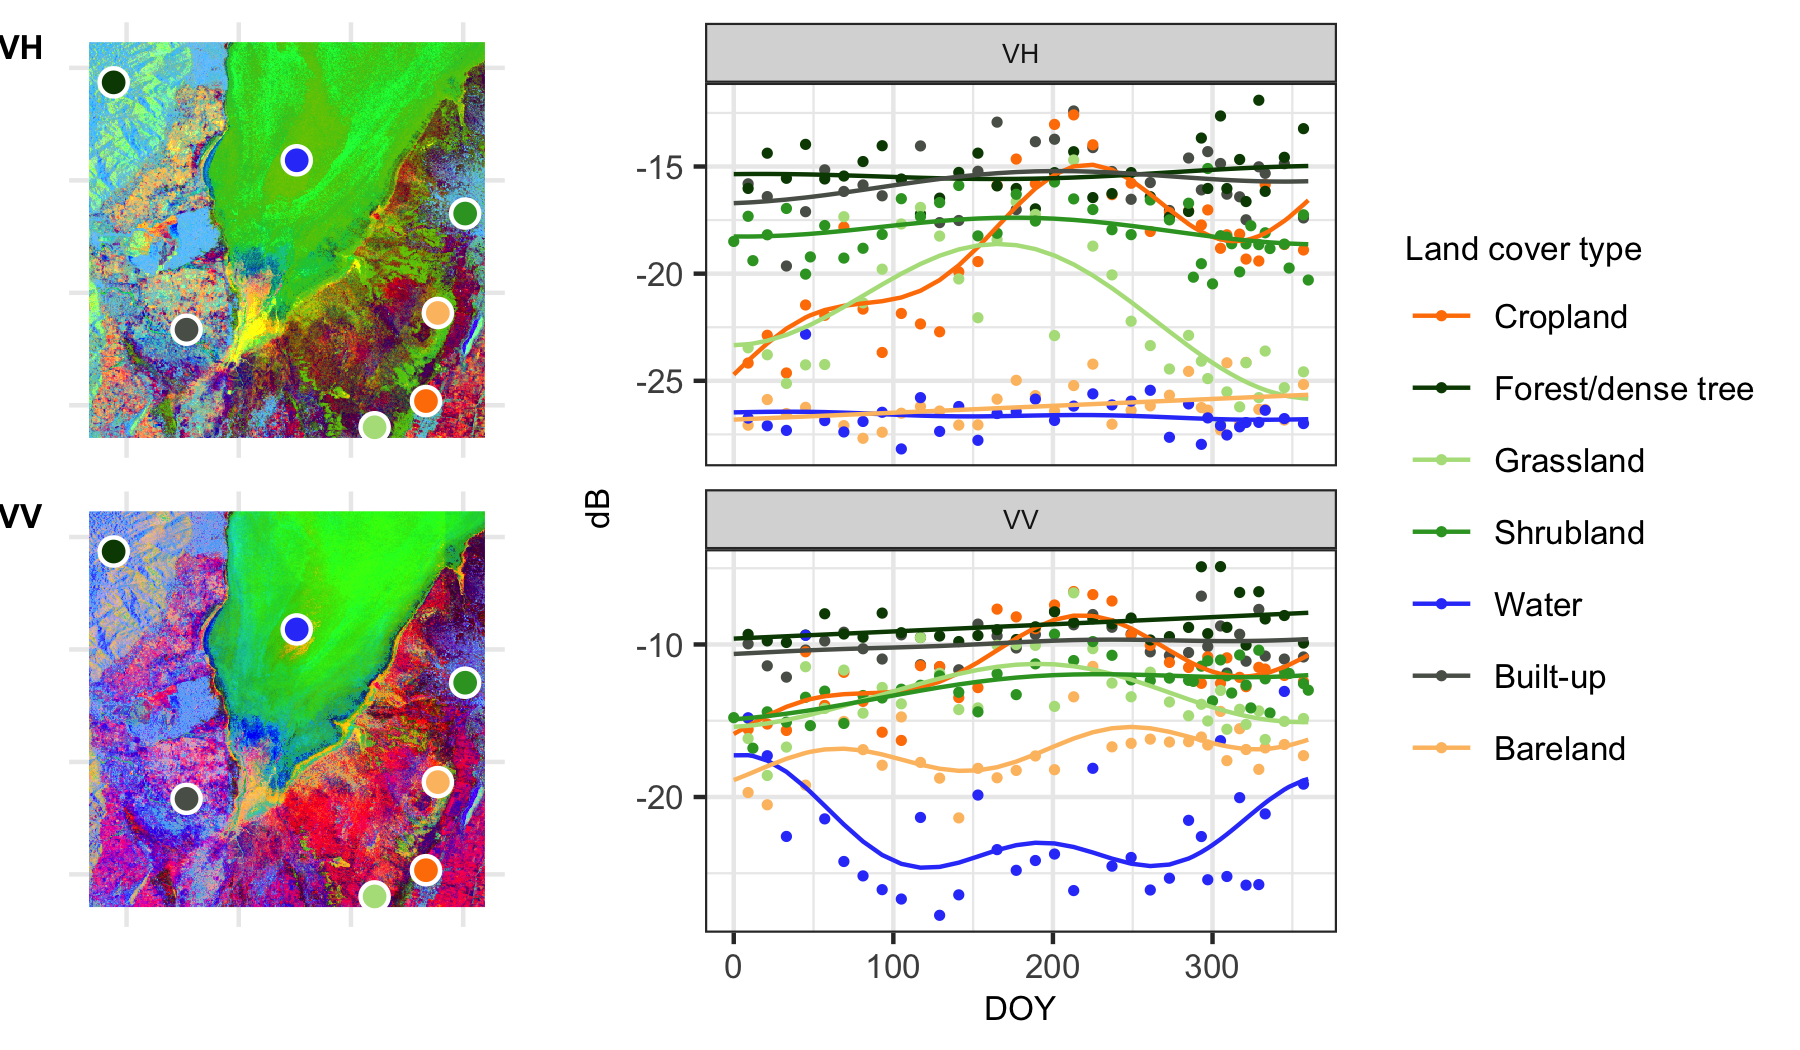 VH
VV
VH
-15
-20
-25
dB
VV
-10
-20
0 100 200 300
DOY
Land cover type
Cropland
Forest/dense tree
Grassland
Shrubland
Water
Built-up
Bareland